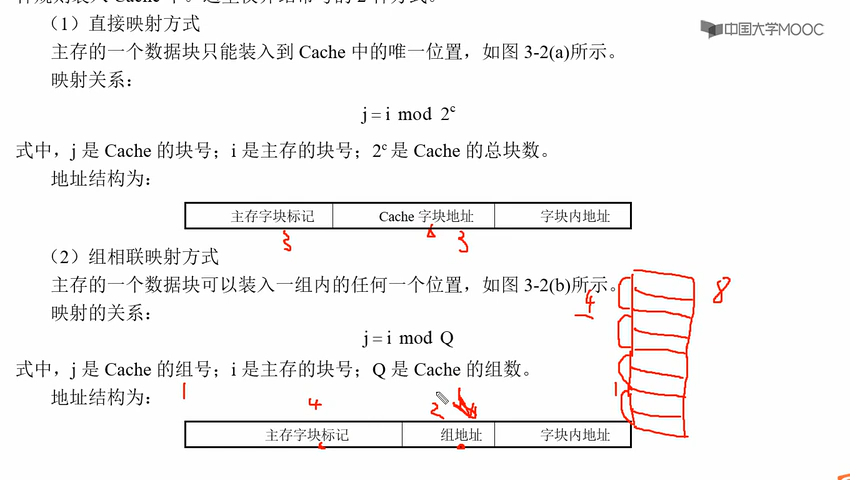 中国大学MOOC
(1)直接映射方式
主存的一个数据块只能装入到 Cache 中的唯一位置,如图 3-2(a)所示。
映射关系:
j = i mod 2ᶜ
式中,j 是 Cache 的块号;i 是主存的块号;2ᶜ 是 Cache 的总块数。
地址结构为:
主存字块标记 Cache 字块地址 字块内地址
3 3
(2)组相联映射方式
主存的一个数据块可以装入一组内的任何一个位置,如图 3-2(b)所示。
4 8
映射的关系:
j = i mod Q
式中,j 是 Cache 的组号;i 是主存的块号;Q 是 Cache 的组数。
1 1
地址结构为:
4 2
主存字块标记 组地址 字块内地址